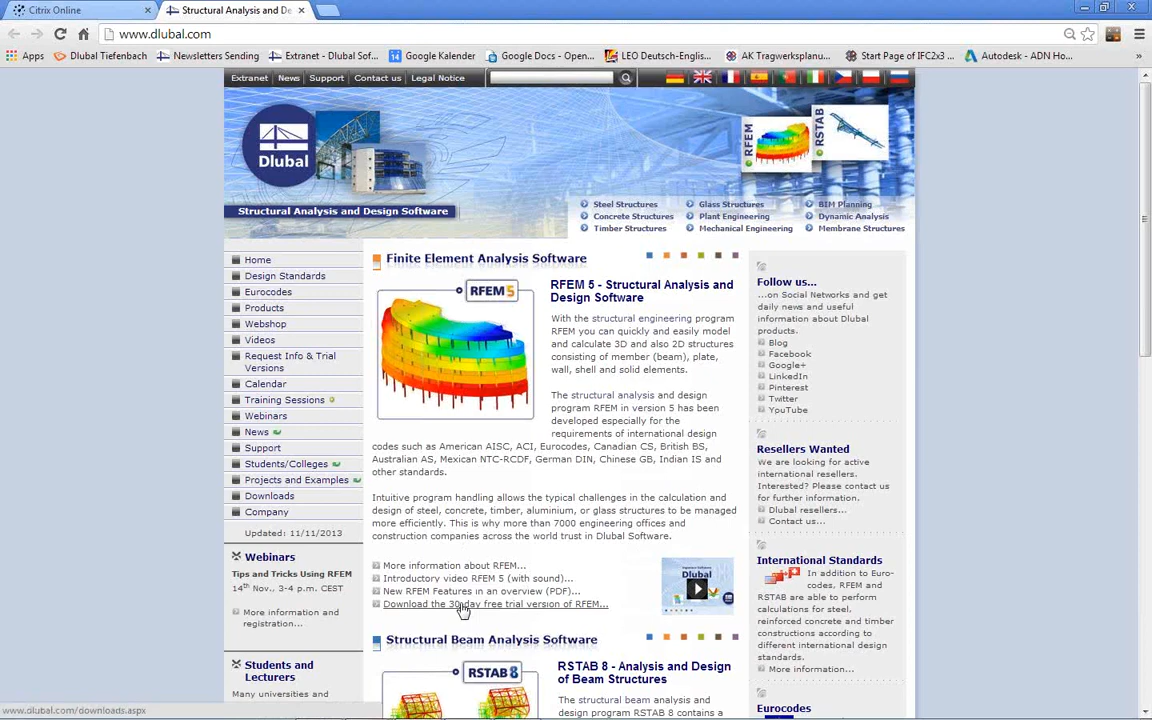 Citrix Online
Structural Analysis and De
www.dlubal.com
Apps
Dlubal Tiefenbach
Newsletters Sending
Extranet - Dlubal Sof...
Google Kalender
Google Docs - Open...
LEO Deutsch-Englis...
AK Tragwerksplanu...
Start Page of IFC2x3 ...
Autodesk - ADN Ho...
Extranet
News
Support
Contact us
Legal Notice
Dlubal
RFEM
RSTAB
Structural Analysis and Design Software
Steel Structures
Glass Structures
BIM Planning
Concrete Structures
Plant Engineering
Dynamic Analysis
Timber Structures
Mechanical Engineering
Membrane Structures
Home
Design Standards
Eurocodes
Products
Webshop
Videos
Request Info & Trial
Versions
Calendar
Training Sessions
Webinars
News
Support
Students/Colleges
Projects and Examples
Downloads
Company
Updated: 11/11/2013
Webinars
Tips and Tricks Using RFEM
14th Nov., 3-4 p.m. CEST
More information and
registration...
Students and
Lecturers
Many universities and
Finite Element Analysis Software
RFEM 5
RFEM 5 - Structural Analysis and
Design Software
With the structural engineering program
RFEM you can quickly and easily model
and calculate 3D and also 2D structures
consisting of member (beam), plate,
wall, shell and solid elements.
The structural analysis and design
program RFEM in version 5 has been
developed especially for the
requirements of international design
codes such as American AISC, ACI, Eurocodes, Canadian CS, British BS,
Australian AS, Mexican NTC-RCDF, German DIN, Chinese GB, Indian IS and
other standards.
Intuitive program handling allows the typical challenges in the calculation and
design of steel, concrete, timber, aluminium, or glass structures to be managed
more efficiently. This is why more than 7000 engineering offices and
construction companies across the world trust in Dlubal Software.
More information about RFEM...
Introductory video RFEM 5 (with sound)...
New RFEM Features in an overview (PDF)...
Download the 30-day free trial version of RFEM...
Dlubal
Structural Beam Analysis Software
RSTAB 8
RSTAB 8 - Analysis and Design
of Beam Structures
The structural beam analysis and
design program RSTAB 8 contains a
Follow us...
...on Social Networks and get
daily news and useful
information about Dlubal
products.
Blog
Facebook
Google+
LinkedIn
Pinterest
Twitter
YouTube
Resellers Wanted
We are looking for active
international resellers.
Interested? Please contact us
for further information.
Dlubal resellers...
Contact us...
International Standards
In addition to Euro-
codes, RFEM and
RSTAB are able to perform
calculations for steel.
reinforced concrete and timber
constructions according to
different international design
standards.
More information...
Eurocodes
www.dlubal.com/downloads.aspx